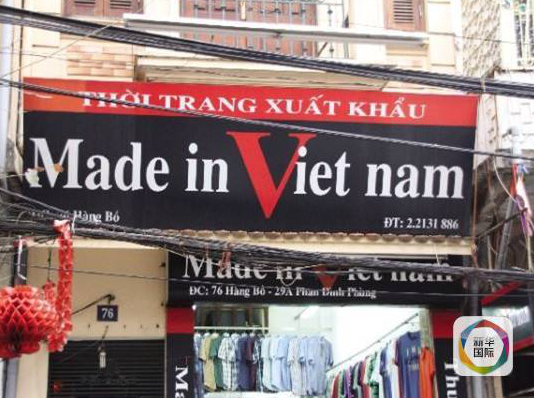 THỜI TRANG XUẤT KHẨU
Made in Viet nam
Hàng Bồ
ĐT: 2.2131 886
Made in Viet nam
ĐC: 76 Hàng Bồ - 29A Phan Đình Phùng
76
新华
国际